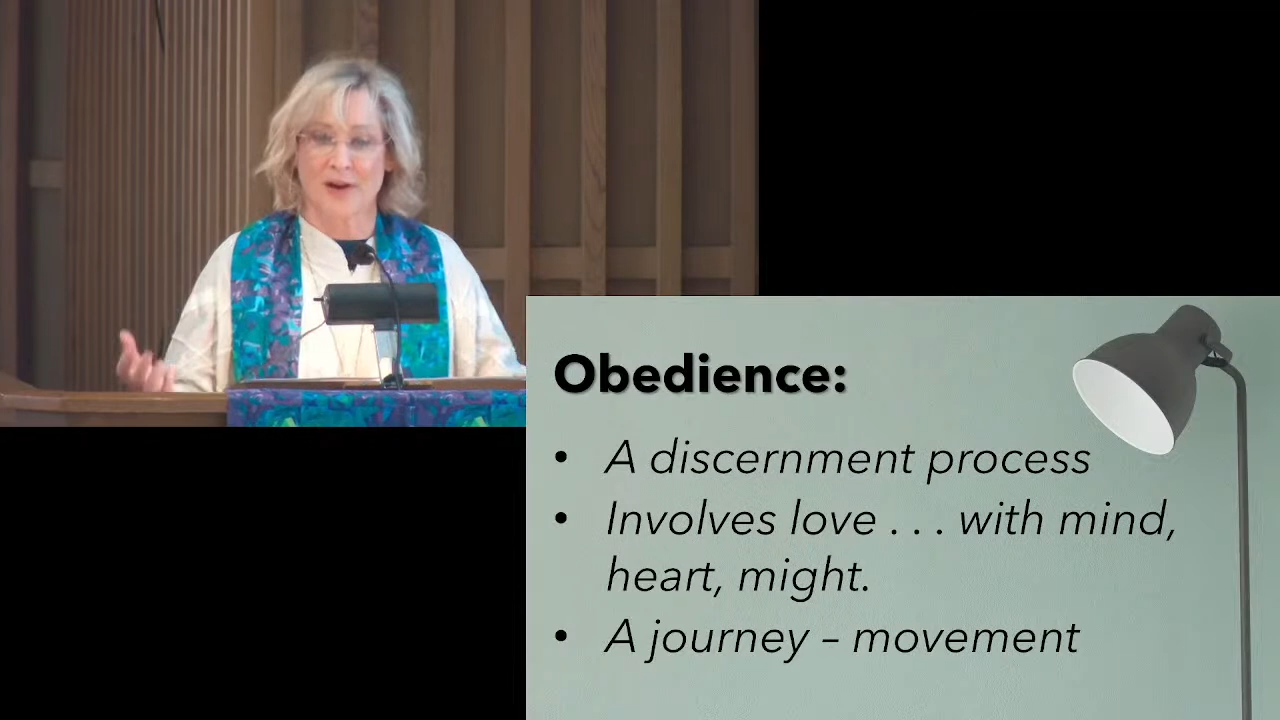 Obedience:
• A discernment process
• Involves love . . . with mind,
heart, might.
• A journey – movement